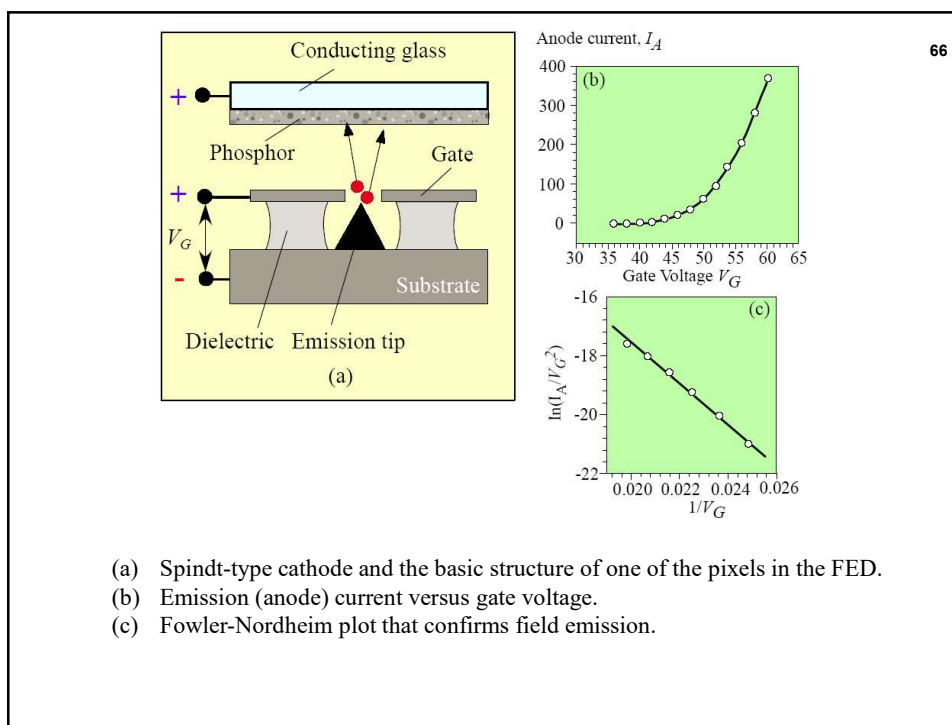 66
Conducting glass
+
Phosphor
Gate
+
V_G
-
Substrate
Dielectric Emission tip
(a)
Anode current, I_A
(b)
400
300
200
100
0
30 35 40 45 50 55 60 65
Gate Voltage V_G
(c)
ln(I_A/V_G^2)
-16
-18
-20
-22
0.020 0.022 0.024 0.026
1/V_G
(a) Spindt-type cathode and the basic structure of one of the pixels in the FED.
(b) Emission (anode) current versus gate voltage.
(c) Fowler-Nordheim plot that confirms field emission.